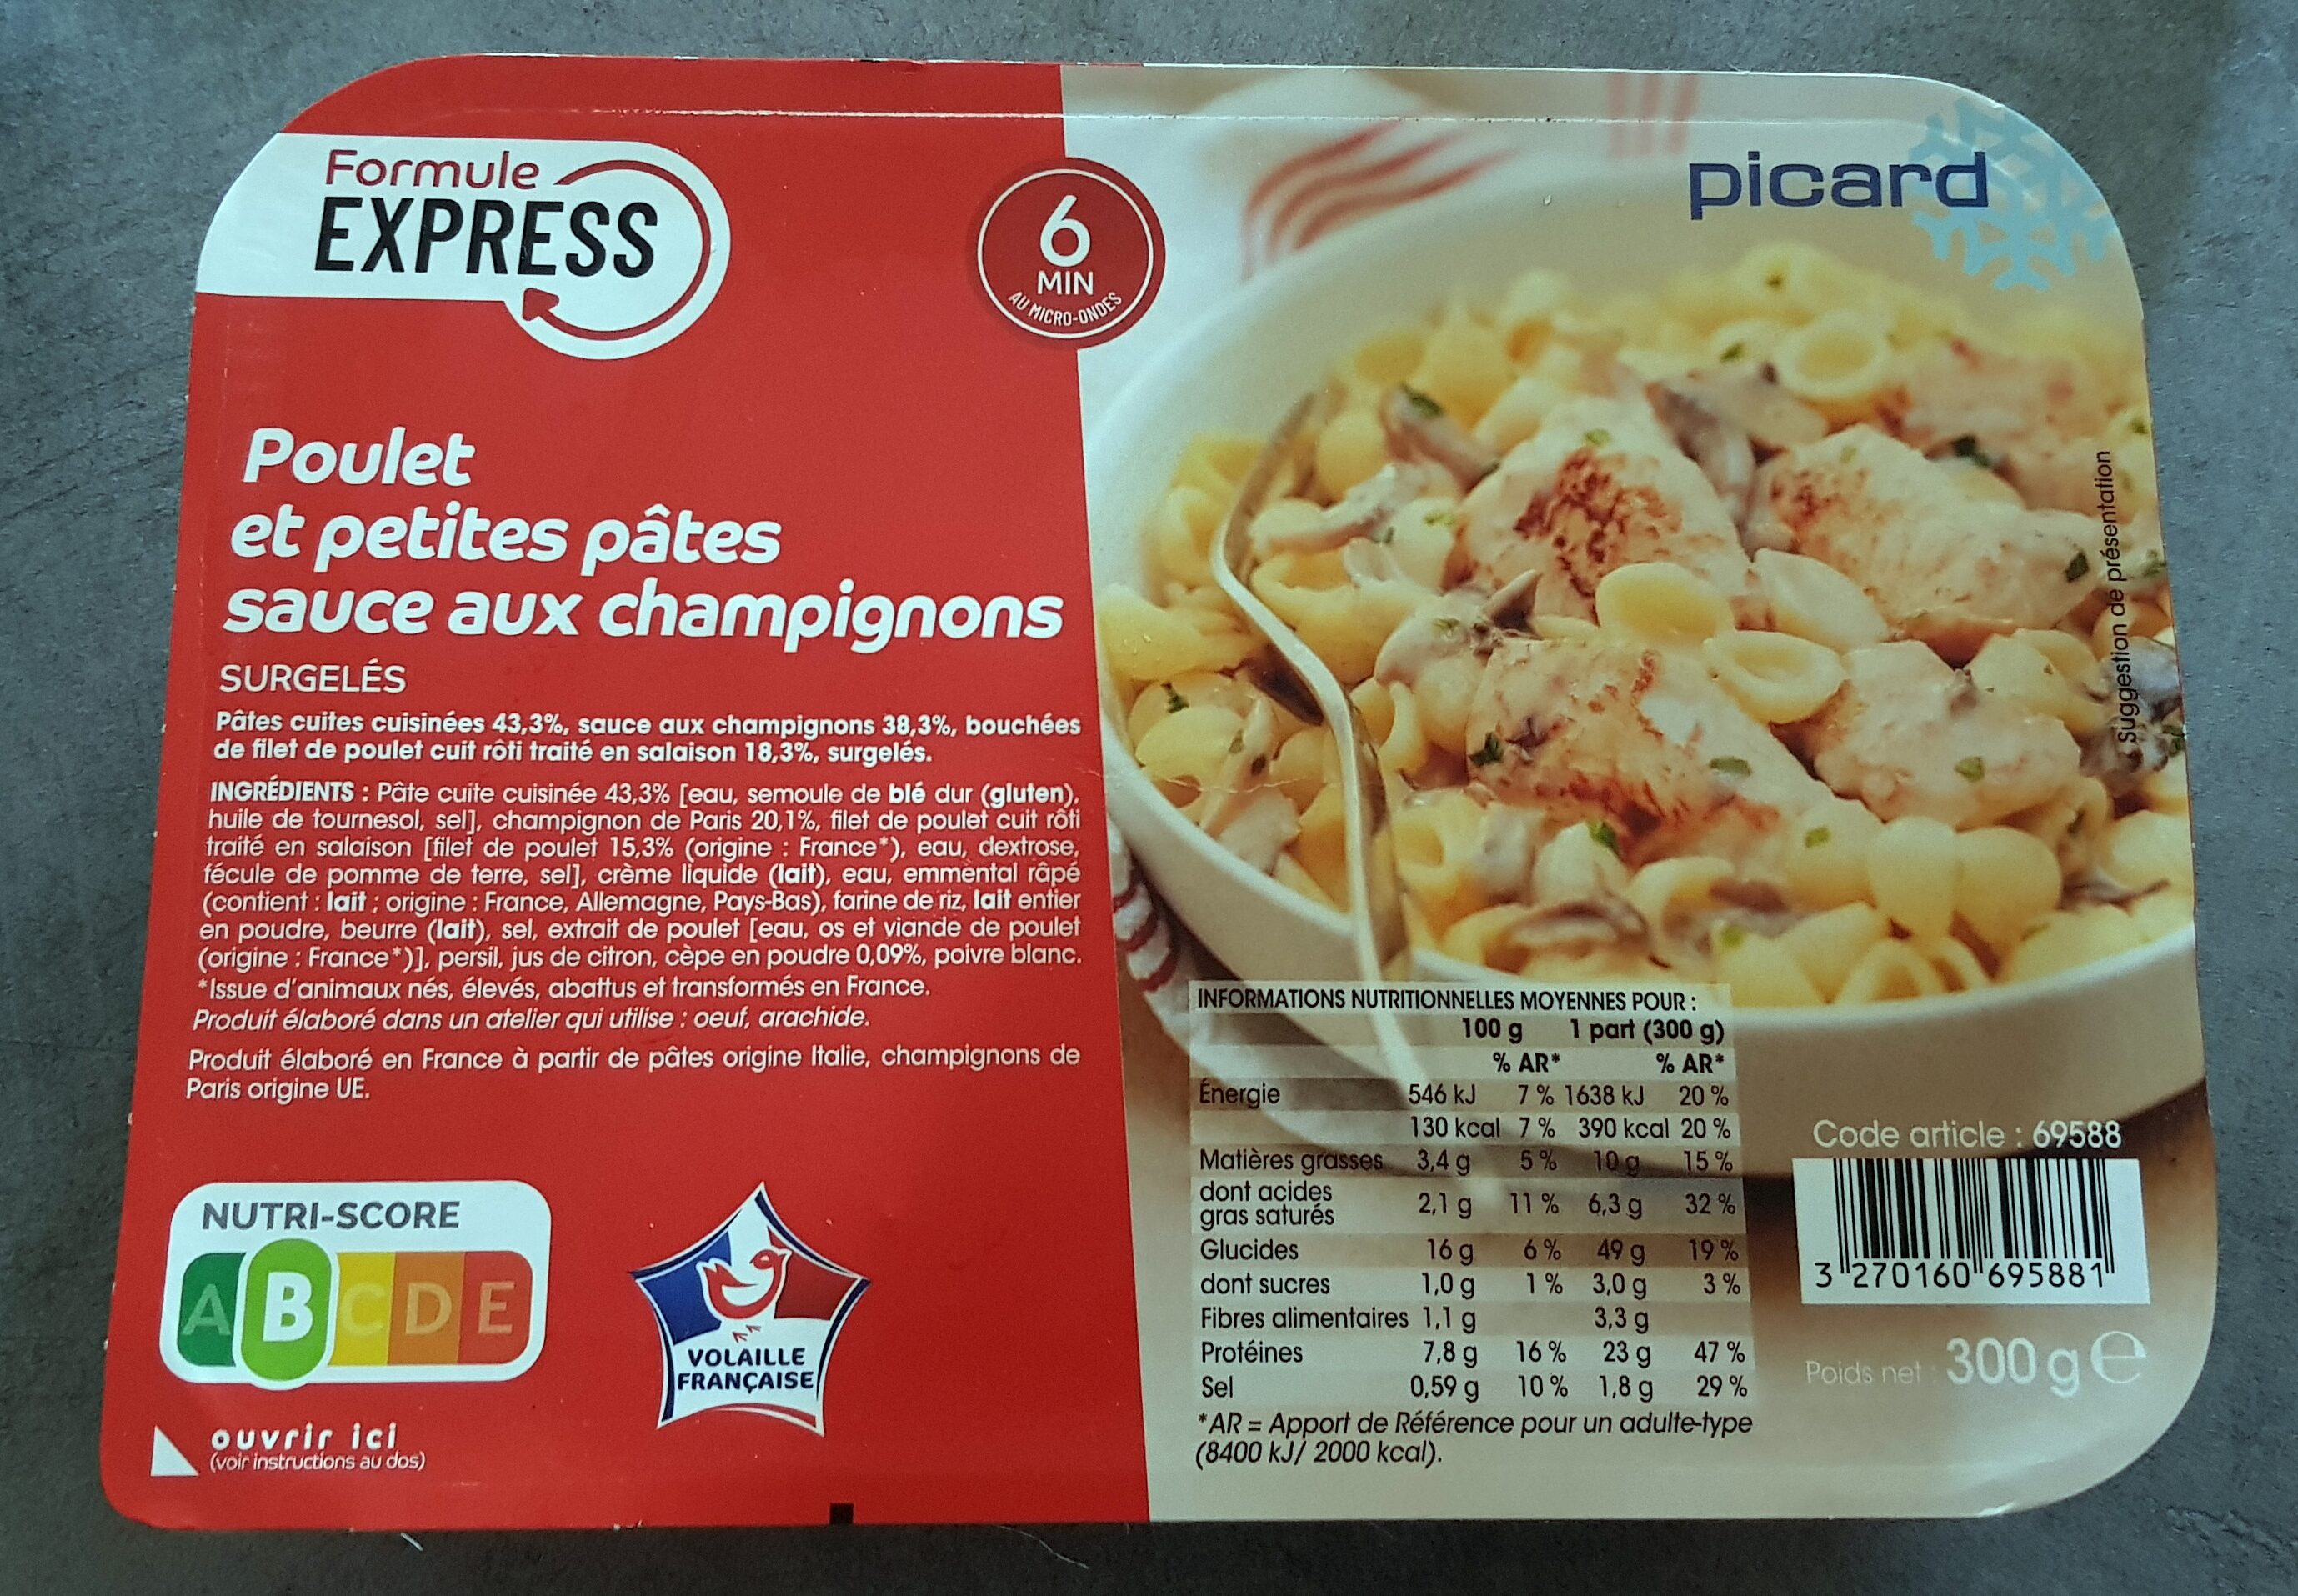 Formule
EXPRESS
6
MIN
AU MICRO-ONDES
picard
Poulet
et petites pâtes
sauce aux champignons
SURGELÉS
Pâtes cuites cuisinées 43,3%, sauce aux champignons 38,3%, bouchées
de filet de poulet cuit rôti traité en salaison 18,3%, surgelés.
INGRÉDIENTS : Pâte cuite cuisinée 43,3% [eau, semoule de blé dur (gluten),
huile de tournesol, sel], champignon de Paris 20,1%, filet de poulet cuit rôti
traité en salaison [filet de poulet 15,3% (origine : France*), eau, dextrose,
fécule de pomme de terre, sel], crème liquide (lait), eau, emmental râpé
(contient : lait ; origine : France, Allemagne, Pays-Bas), farine de riz, lait entier
en poudre, beurre (lait), sel, extrait de poulet [eau, os et viande de poulet
(origine : France*)], persil, jus de citron, cèpe en poudre 0,09%, poivre blanc.
*Issue d'animaux nés, élevés, abattus et transformés en France.
Produit élaboré dans un atelier qui utilise : oeuf, arachide.
Produit élaboré en France à partir de pâtes origine Italie, champignons de
Paris origine UE.
NUTRI-SCORE
A B C D E
VOLAILLE
FRANÇAISE
ouvrir ici
(voir instructions au dos)
Suggestion de présentation
INFORMATIONS NUTRITIONNELLES MOYENNES POUR :
100 g 1 part (300 g)
% AR* % AR*
Énergie 546 kJ 7 % 1638 kJ 20 %
130 kcal 7 % 390 kcal 20 %
Matières grasses 3,4 g 5 % 10 g 15 %
dont acides
gras saturés 2,1 g 11 % 6,3 g 32 %
Glucides 16 g 6 % 49 g 19 %
dont sucres 1,0 g 1 % 3,0 g 3 %
Fibres alimentaires 1,1 g 3,3 g
Protéines 7,8 g 16 % 23 g 47 %
Sel 0,59 g 10 % 1,8 g 29 %
*AR = Apport de Référence pour un adulte-type
(8400 kJ/ 2000 kcal).
Code article : 69588
3 270160 695881
Poids net : 300 g e